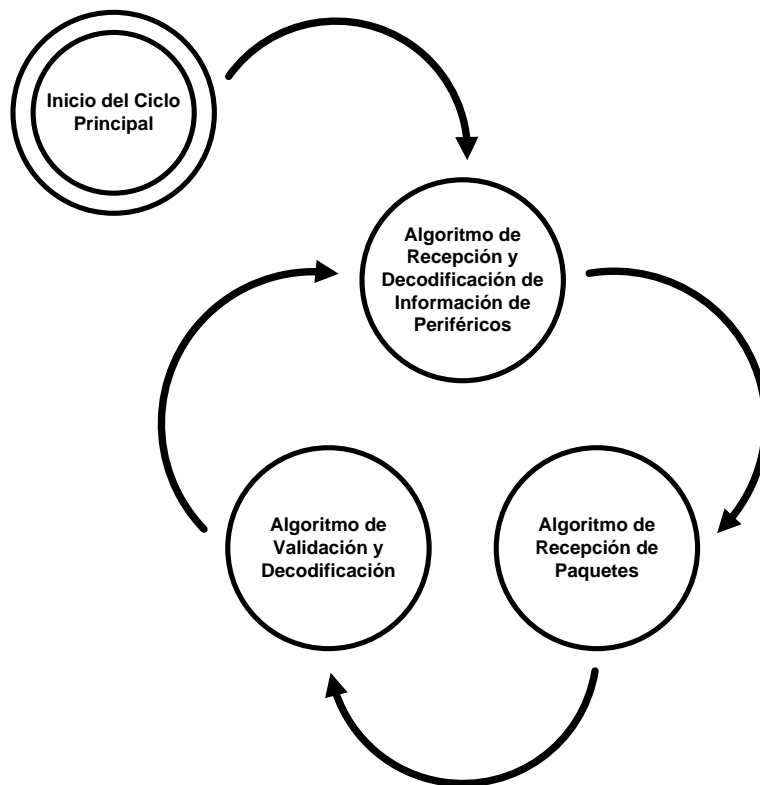 Inicio del Ciclo
Principal
Algoritmo de
Recepción y
Decodificación de
Información de
Periféricos
Algoritmo de
Validación y
Decodificación
Algoritmo de
Recepción de
Paquetes